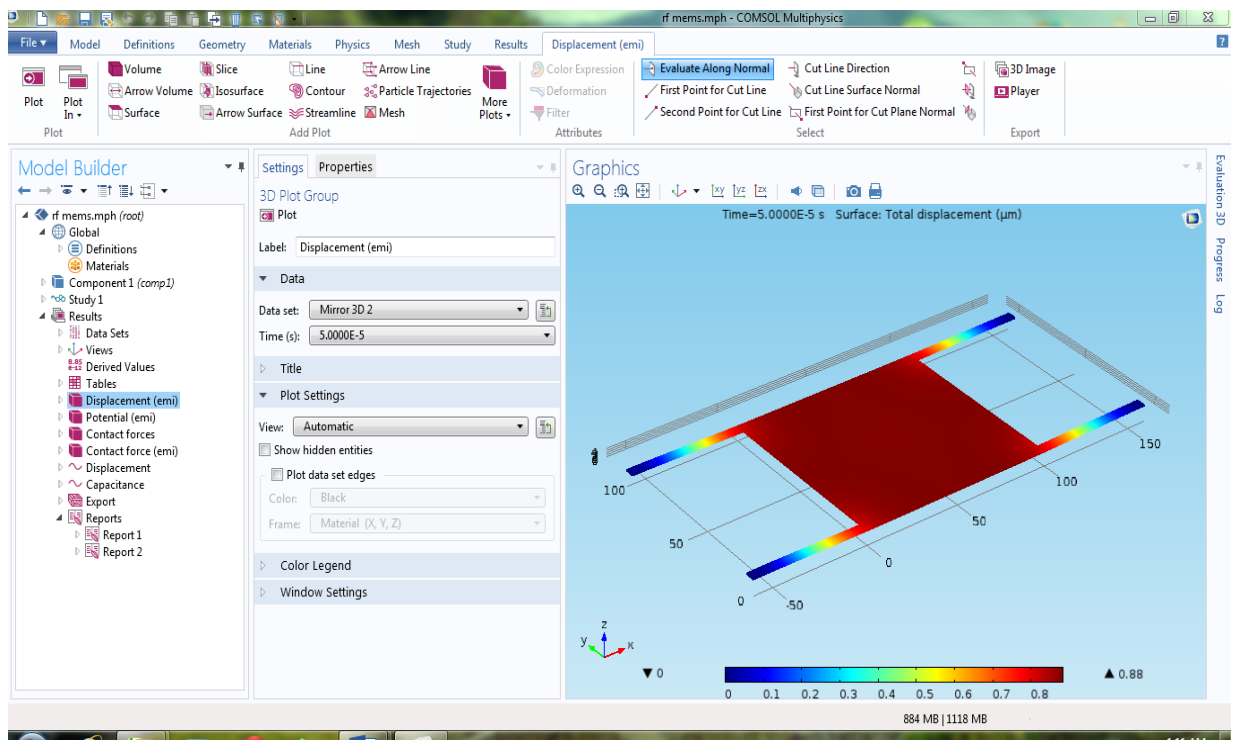 rf mems.mph - COMSOL Multiphysics
File Model Definitions Geometry Materials Physics Mesh Study Results Displacement (emi)
Volume Slice Line Arrow Line Color Expression Evaluate Along Normal Cut Line Direction 3D Image
Arrow Volume Isosurface Contour Particle Trajectories Deformation First Point for Cut Line Cut Line Surface Normal Player
Plot Plot In Surface Arrow Surface Streamline Mesh More Plots Filter Second Point for Cut Line First Point for Cut Plane Normal
Plot Add Plot Attributes Select Export
Model Builder
rf mems.mph (root)
Global
Definitions
Materials
Component 1 (comp1)
Study 1
Results
Data Sets
Views
8.85
e-12
Derived Values
Tables
Displacement (emi)
Potential (emi)
Contact forces
Contact force (emi)
Displacement
Capacitance
Export
Reports
Report 1
Report 2
Settings Properties
3D Plot Group
Plot
Label: Displacement (emi)
Data
Data set: Mirror 3D 2
Time (s): 5.0000E-5
Title
Plot Settings
View: Automatic
Show hidden entities
Plot data set edges
Color: Black
Frame: Material (X, Y, Z)
Color Legend
Window Settings
Graphics
xy yz zx
Time=5.0000E-5 s Surface: Total displacement (µm)
150
100
100
50
50
0
0
-50
z
y x
▼ 0 ▲ 0.88
0 0.1 0.2 0.3 0.4 0.5 0.6 0.7 0.8
Evaluation 3D
Progress
Log
884 MB | 1118 MB